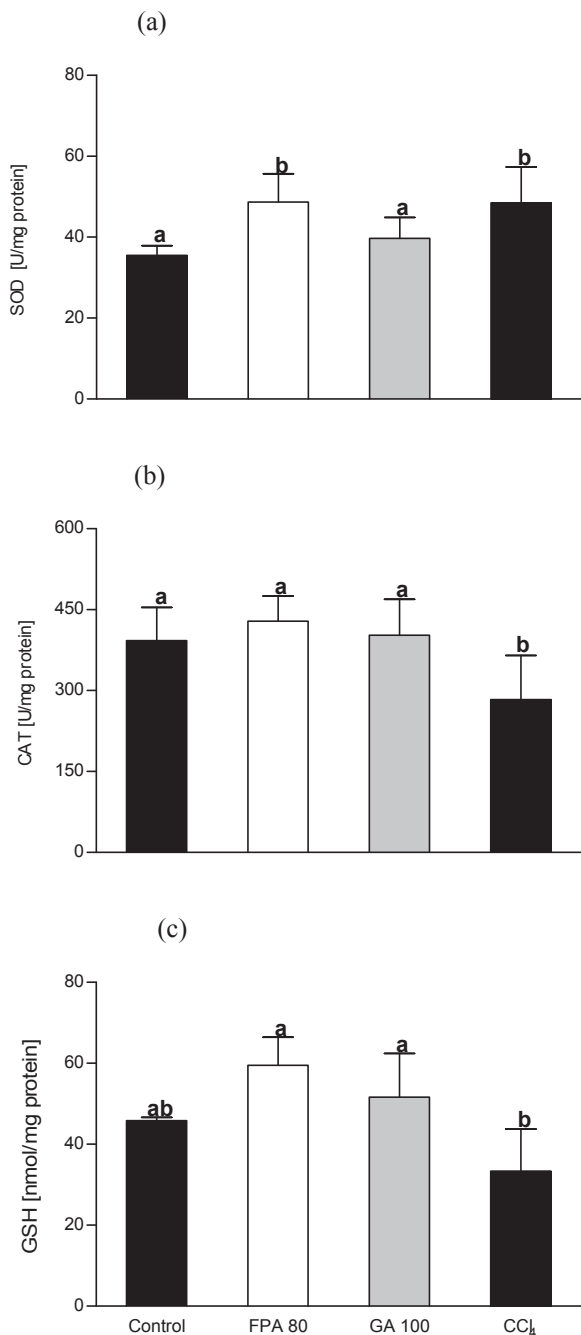 (a)
80
60
40
20
0
SOD [U/mg protein]
a
b
a
b
(b)
600
450
300
150
0
CAT [U/mg protein]
a
a
a
b
(c)
80
60
40
20
0
GSH [nmol/mg protein]
ab
a
a
b
Control FPA 80 GA 100 CCl4